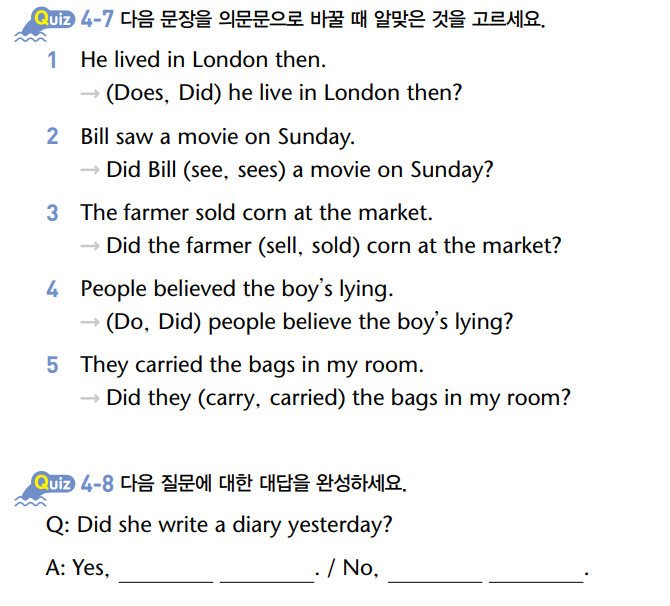 Quiz 4-7 다음 문장을 의문문으로 바꿀 때 알맞은 것을 고르세요.
1 He lived in London then.
→ (Does, Did) he live in London then?
2 Bill saw a movie on Sunday.
→ Did Bill (see, sees) a movie on Sunday?
3 The farmer sold corn at the market.
→ Did the farmer (sell, sold) corn at the market?
4 People believed the boy's lying.
→ (Do, Did) people believe the boy's lying?
5 They carried the bags in my room.
→ Did they (carry, carried) the bags in my room?
Quiz 4-8 다음 질문에 대한 대답을 완성하세요.
Q: Did she write a diary yesterday?
A: Yes, ________ ________. / No, ________ ________.